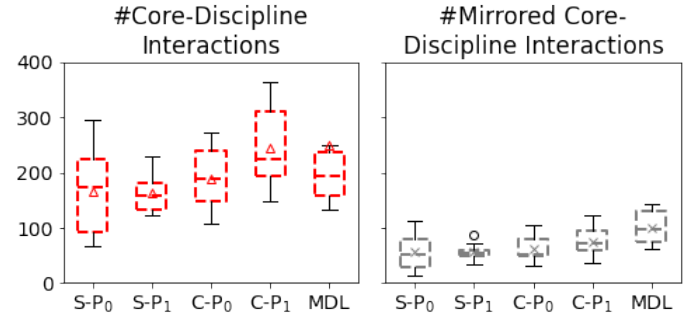 #Core-Discipline
Interactions
#Mirrored Core-
Discipline Interactions
400
300
200
100
0
S-P₀ S-P₁ C-P₀ C-P₁ MDL
S-P₀ S-P₁ C-P₀ C-P₁ MDL